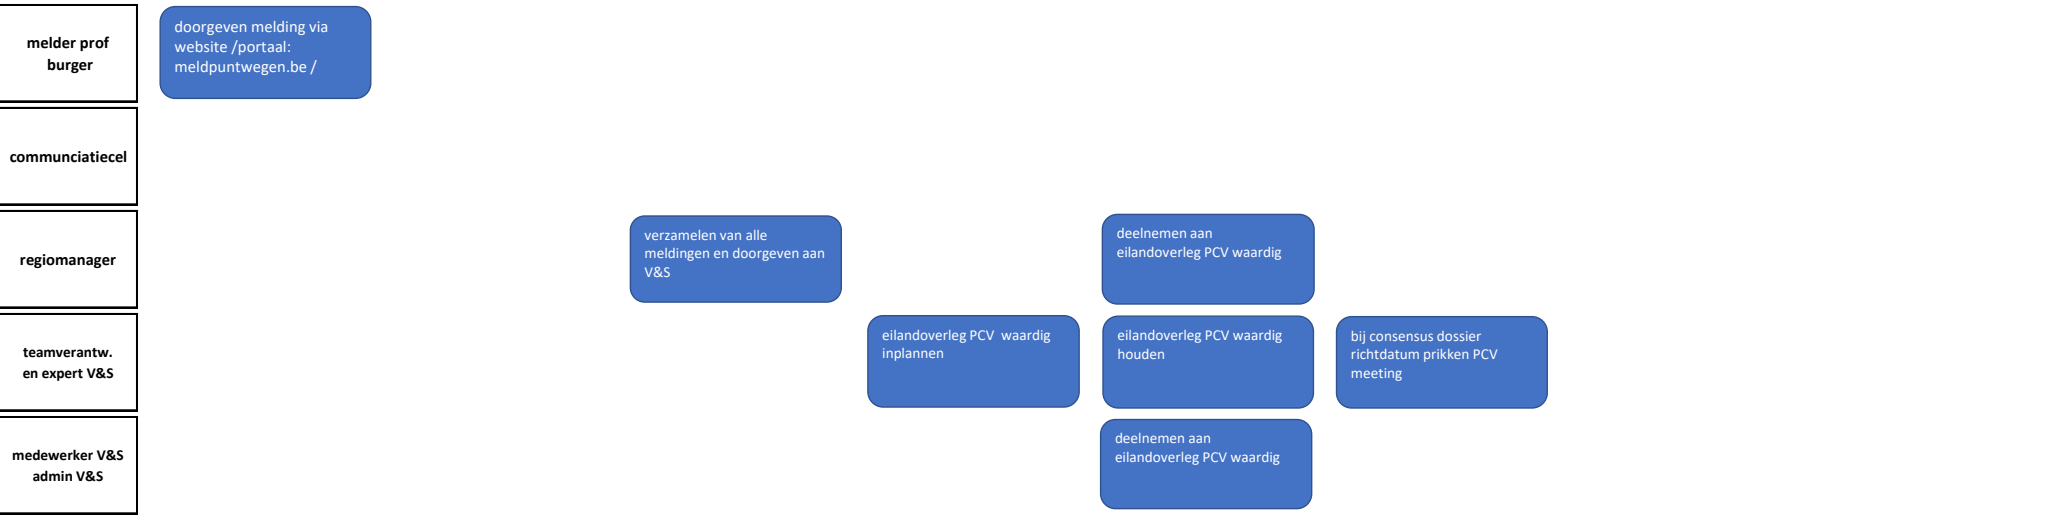 melder prof
burger
doorgeven melding via
website /portaal:
meldpuntwegen.be /
communciatiecel
regiomanager
verzamelen van alle
meldingen en doorgeven aan
V&S
deelnemen aan
eilandoverleg PCV waardig
teamverantw.
en expert V&S
eilandoverleg PCV  waardig
inplannen
eilandoverleg PCV waardig
houden
bij consensus dossier
richtdatum prikken PCV
meeting
medewerker V&S
admin V&S
deelnemen aan
eilandoverleg PCV waardig